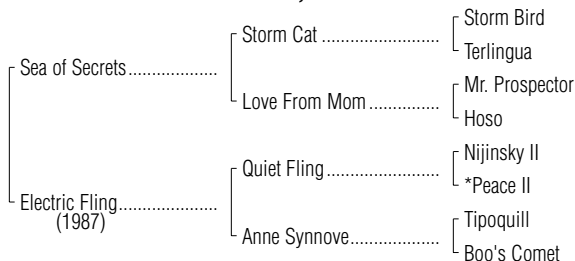 Storm Bird
Storm Cat ..........................
Terlingua
Sea of Secrets...................
Mr. Prospector
Love From Mom ...............
Hoso
Nijinsky II
Quiet Fling ........................
*Peace II
Electric Fling.....................
(1987)
Tipoquill
Anne Synnove...................
Boo's Comet